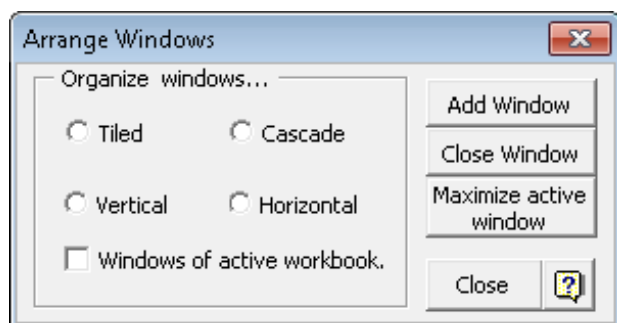 Arrange Windows
Organize windows...
Tiled
Cascade
Vertical
Horizontal
Windows of active workbook.
Add Window
Close Window
Maximize active
window
Close
?